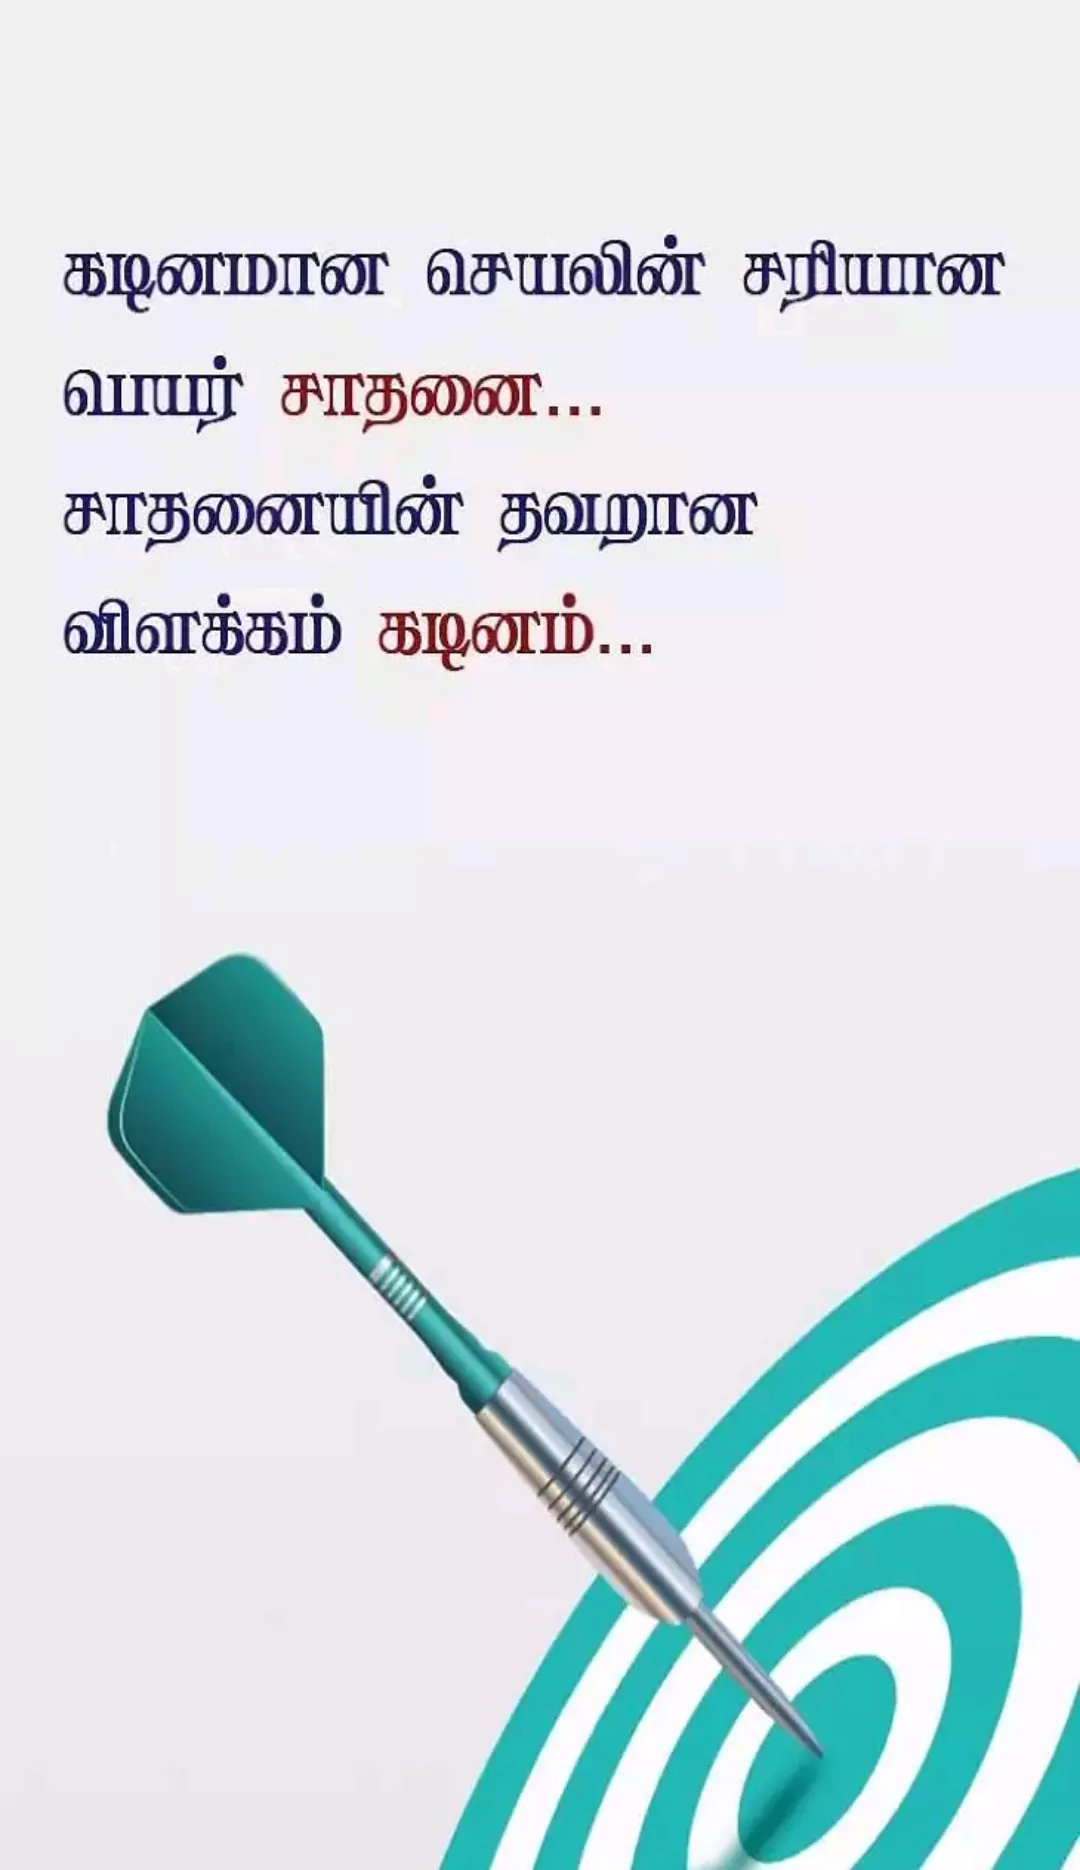 கடினமான செயலின் சரியான
பெயர் சாதனை...
சாதனையின் தவறான
விளக்கம் கடினம்...